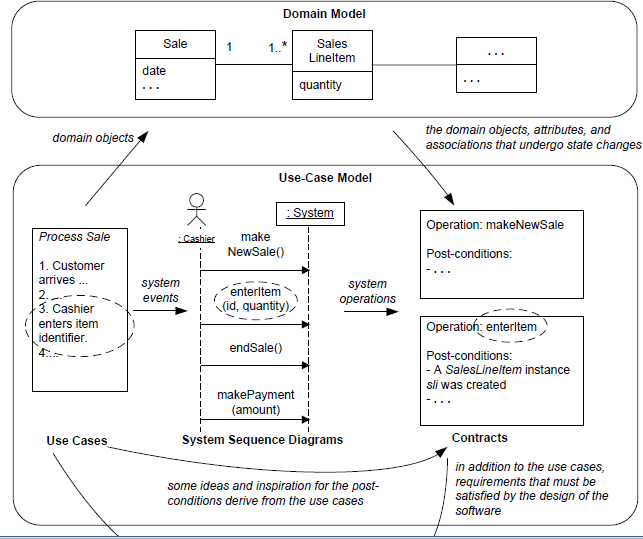 Domain Model
Sale
date
. . .
1
1..*
Sales
LineItem
quantity
. . .
. . .
domain objects
the domain objects, attributes, and
associations that undergo state changes
Use-Case Model
Process Sale
1. Customer
arrives ...
2. ...
3. Cashier
enters item
identifier.
4....
system
events
: Cashier
: System
make
NewSale()
enterItem
(id, quantity)
endSale()
makePayment
(amount)
system
operations
Operation: makeNewSale
Post-conditions:
- . . .
Operation: enterItem
Post-conditions:
- A SalesLineItem instance
sli was created
- . . .
Use Cases
System Sequence Diagrams
Contracts
some ideas and inspiration for the post-
conditions derive from the use cases
in addition to the use cases,
requirements that must be
satisfied by the design of the
software